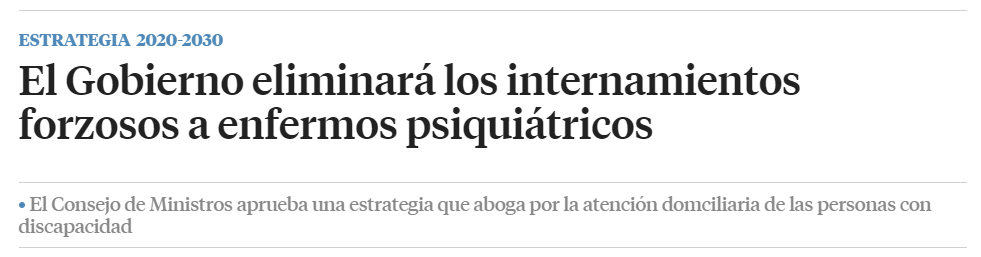 ESTRATEGIA 2020-2030
El Gobierno eliminará los internamientos
forzosos a enfermos psiquiátricos
• El Consejo de Ministros aprueba una estrategia que aboga por la atención domciliaria de las personas con
discapacidad